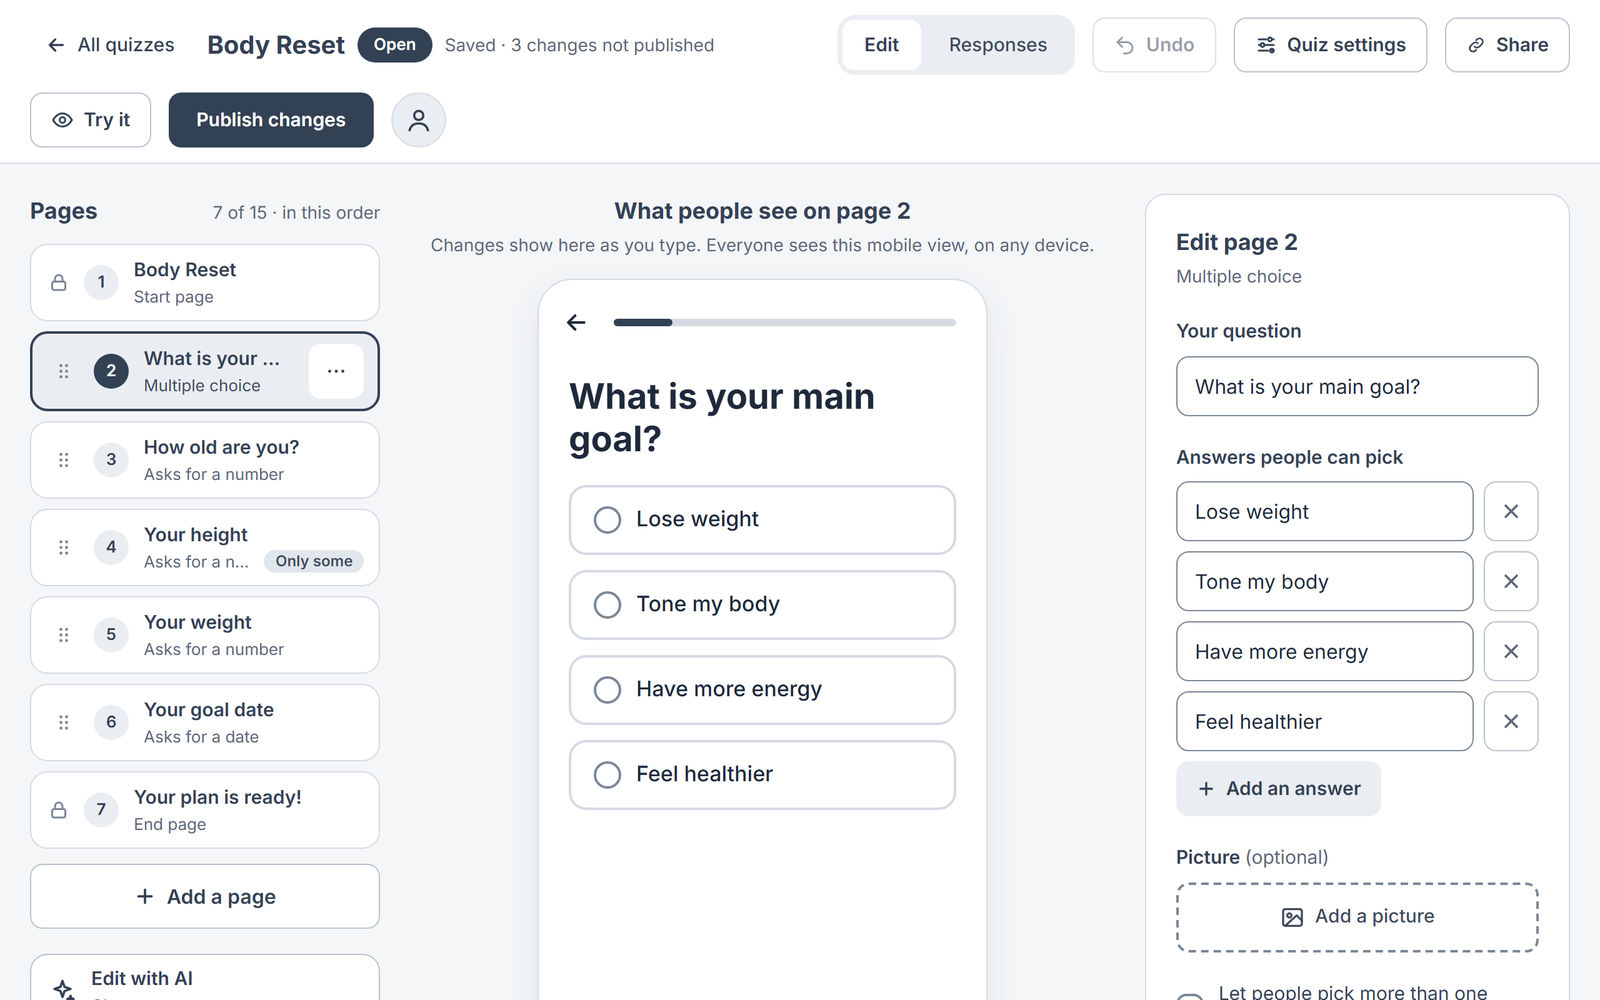 All quizzes
Body Reset
Open
Saved · 3 changes not published
Edit
Responses
Undo
Quiz settings
Share
Try it
Publish changes
Pages
7 of 15 · in this order
1
Body Reset
Start page
2
What is your ...
Multiple choice
3
How old are you?
Asks for a number
4
Your height
Asks for a n...
Only some
5
Your weight
Asks for a number
6
Your goal date
Asks for a date
7
Your plan is ready!
End page
Add a page
Edit with AI
What people see on page 2
Changes show here as you type. Everyone sees this mobile view, on any device.
What is your main
goal?
Lose weight
Tone my body
Have more energy
Feel healthier
Edit page 2
Multiple choice
Your question
What is your main goal?
Answers people can pick
Lose weight
Tone my body
Have more energy
Feel healthier
Add an answer
Picture (optional)
Add a picture
Let people pick more than one